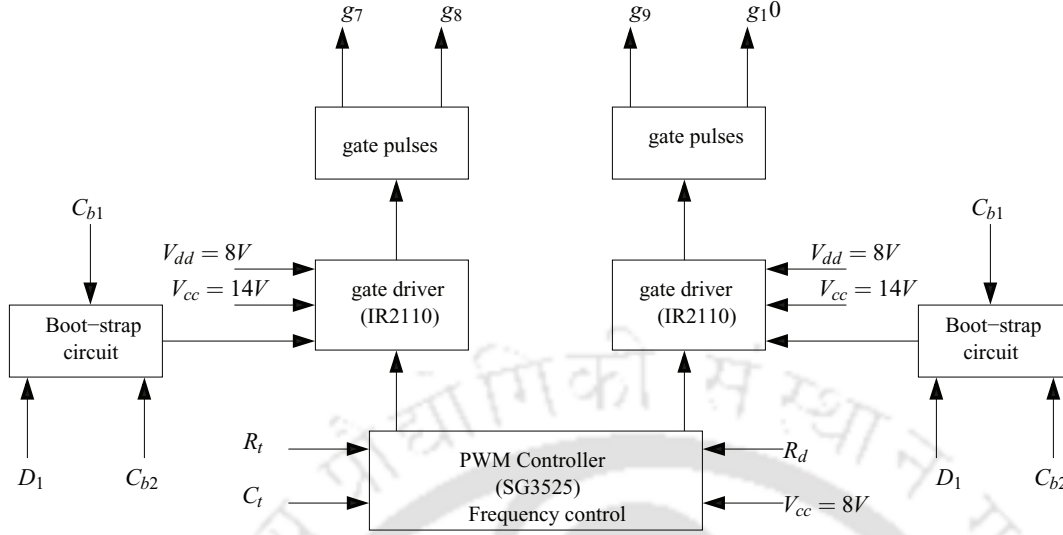 g7 g8 g9 g10
gate pulses gate pulses
Cb1 Cb1
Vdd = 8V Vdd = 8V
Vcc = 14V Vcc = 14V
gate driver gate driver
(IR2110) (IR2110)
Boot−strap Boot−strap
circuit circuit
Rt Rd
D1 Cb2 D1 Cb2
PWM Controller
(SG3525)
Ct Vcc = 8V
Frequency control
प्रौद्योगिकी संस्थान